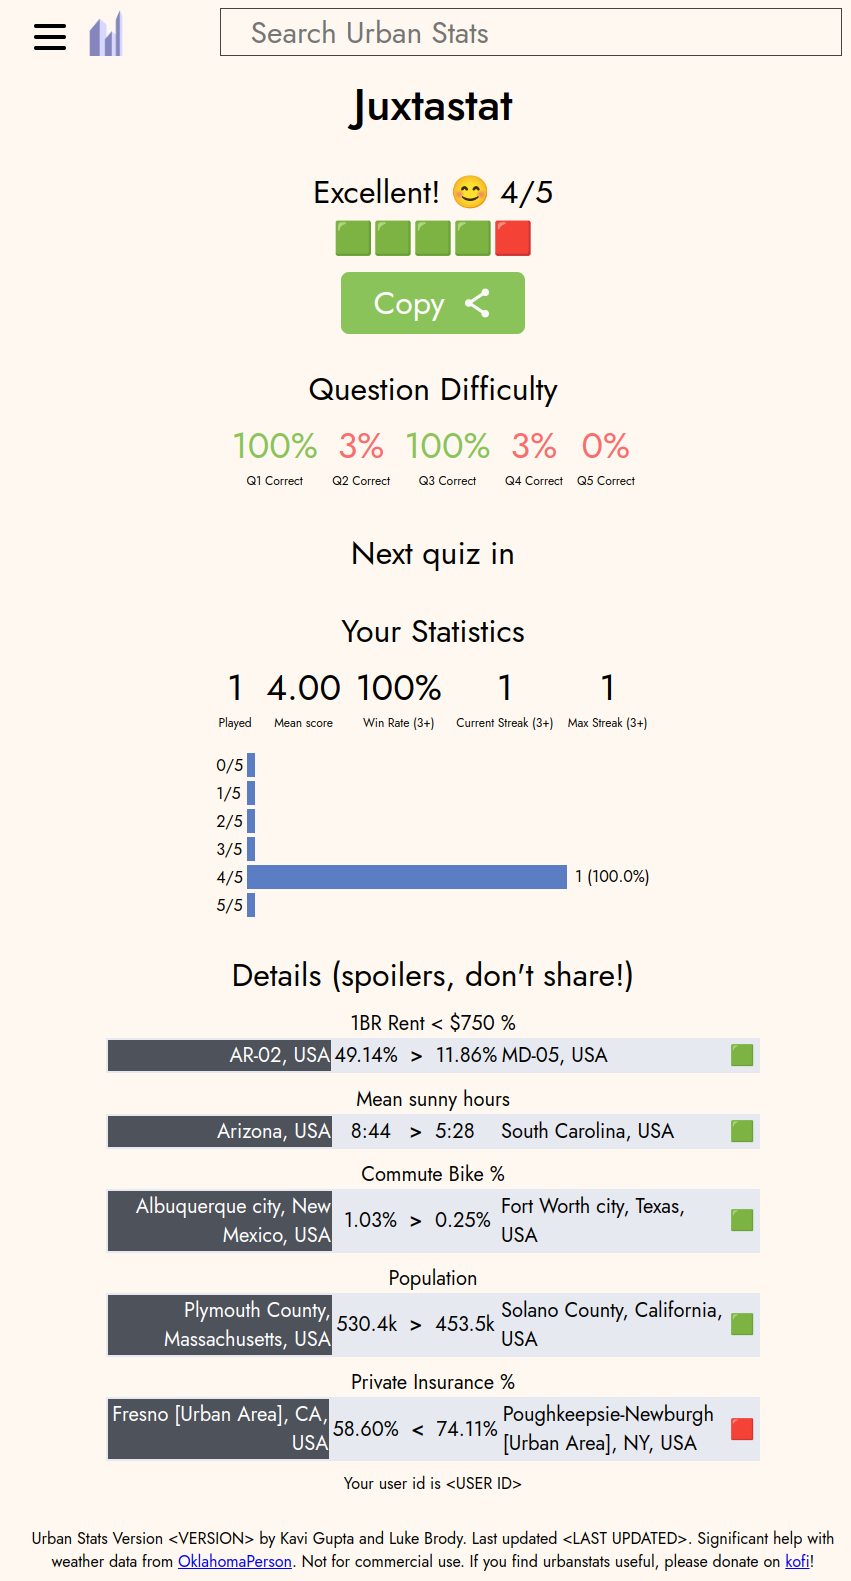 Search Urban Stats
Juxtastat
Excellent! 😊 4/5
🟩🟩🟩🟩🟥
Copy
Question Difficulty
100% 3% 100% 3% 0%
Q1 Correct Q2 Correct Q3 Correct Q4 Correct Q5 Correct
Next quiz in
Your Statistics
1 4.00 100% 1 1
Played Mean score Win Rate (3+) Current Streak (3+) Max Streak (3+)
0/5
1/5
2/5
3/5
4/5 1 (100.0%)
5/5
Details (spoilers, don't share!)
1BR Rent < $750 %
AR-02, USA 49.14% > 11.86% MD-05, USA 🟩
Mean sunny hours
Arizona, USA 8:44 > 5:28 South Carolina, USA 🟩
Commute Bike %
Albuquerque city, New
Mexico, USA
1.03% > 0.25%
Fort Worth city, Texas,
USA
🟩
Population
Plymouth County,
Massachusetts, USA
530.4k > 453.5k
Solano County, California,
USA
🟩
Private Insurance %
Fresno [Urban Area], CA,
USA
58.60% < 74.11%
Poughkeepsie-Newburgh
[Urban Area], NY, USA
🟥
Your user id is <USER ID>
Urban Stats Version <VERSION> by Kavi Gupta and Luke Brody. Last updated <LAST UPDATED>. Significant help with
weather data from OklahomaPerson. Not for commercial use. If you find urbanstats useful, please donate on kofi!